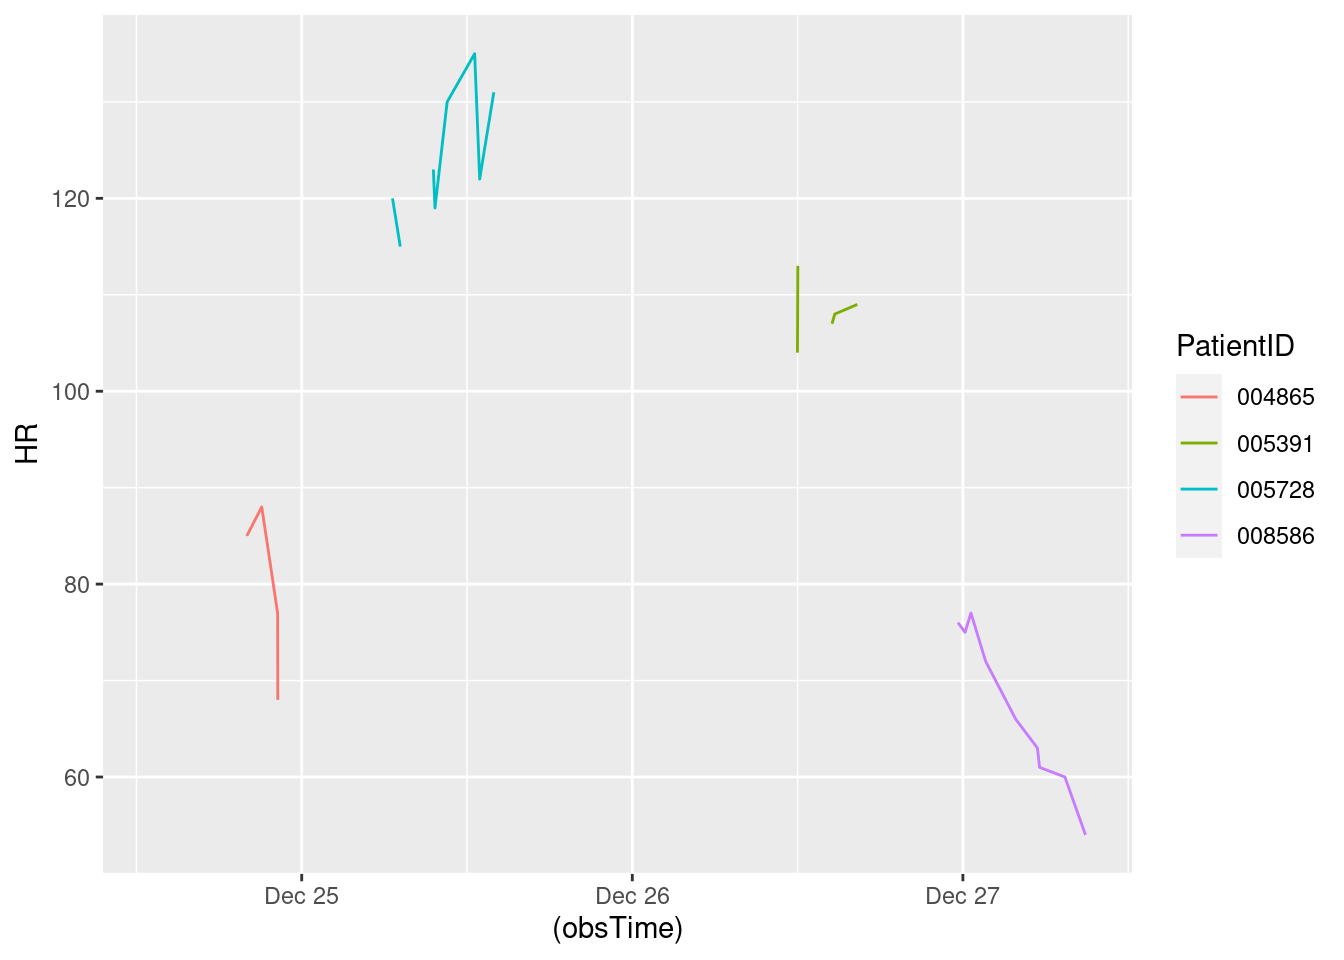 120
100
80
60
HR
Dec 25
Dec 26
Dec 27
(obsTime)
PatientID
004865
005391
005728
008586